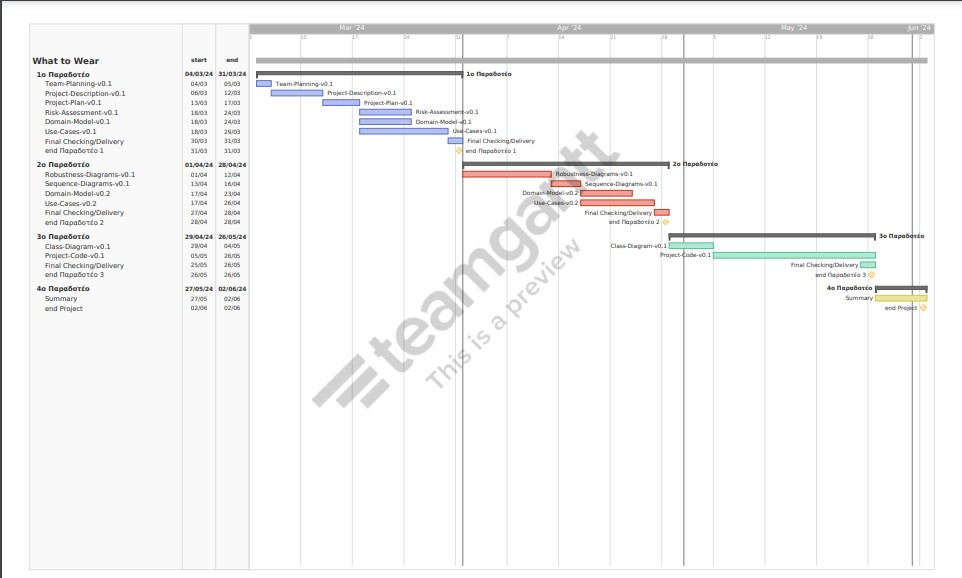 Mar '24 Apr '24 May '24 Jun '24
3 10 17 24 31 7 14 21 28 5 12 19 26 2
What to Wear start end
1ο Παραδοτέο 04/03/24 31/03/24 1ο Παραδοτέο
Team-Planning-v0.1 04/03 05/03 Team-Planning-v0.1
Project-Description-v0.1 06/03 12/03 Project-Description-v0.1
Project-Plan-v0.1 13/03 17/03 Project-Plan-v0.1
Risk-Assessment-v0.1 18/03 24/03 Risk-Assessment-v0.1
Domain-Model-v0.1 18/03 24/03 Domain-Model-v0.1
Use-Cases-v0.1 18/03 29/03 Use-Cases-v0.1
Final Checking/Delivery 30/03 31/03 Final Checking/Delivery
end Παραδοτέο 1 31/03 31/03 end Παραδοτέο 1
2ο Παραδοτέο 01/04/24 28/04/24 2ο Παραδοτέο
Robustness-Diagrams-v0.1 01/04 12/04 Robustness-Diagrams-v0.1
Sequence-Diagrams-v0.1 13/04 16/04 Sequence-Diagrams-v0.1
Domain-Model-v0.2 17/04 23/04 Domain-Model-v0.2
Use-Cases-v0.2 17/04 26/04 Use-Cases-v0.2
Final Checking/Delivery 27/04 28/04 Final Checking/Delivery
end Παραδοτέο 2 28/04 28/04 end Παραδοτέο 2
3ο Παραδοτέο 29/04/24 26/05/24 3ο Παραδοτέο
Class-Diagram-v0.1 29/04 04/05 Class-Diagram-v0.1
Project-Code-v0.1 05/05 26/05 Project-Code-v0.1
Final Checking/Delivery 25/05 26/05 Final Checking/Delivery
end Παραδοτέο 3 26/05 26/05 end Παραδοτέο 3
4ο Παραδοτέο 27/05/24 02/06/24 4ο Παραδοτέο
Summary 27/05 02/06 Summary
end Project 02/06 02/06 end Project
teamgantt
This is a preview